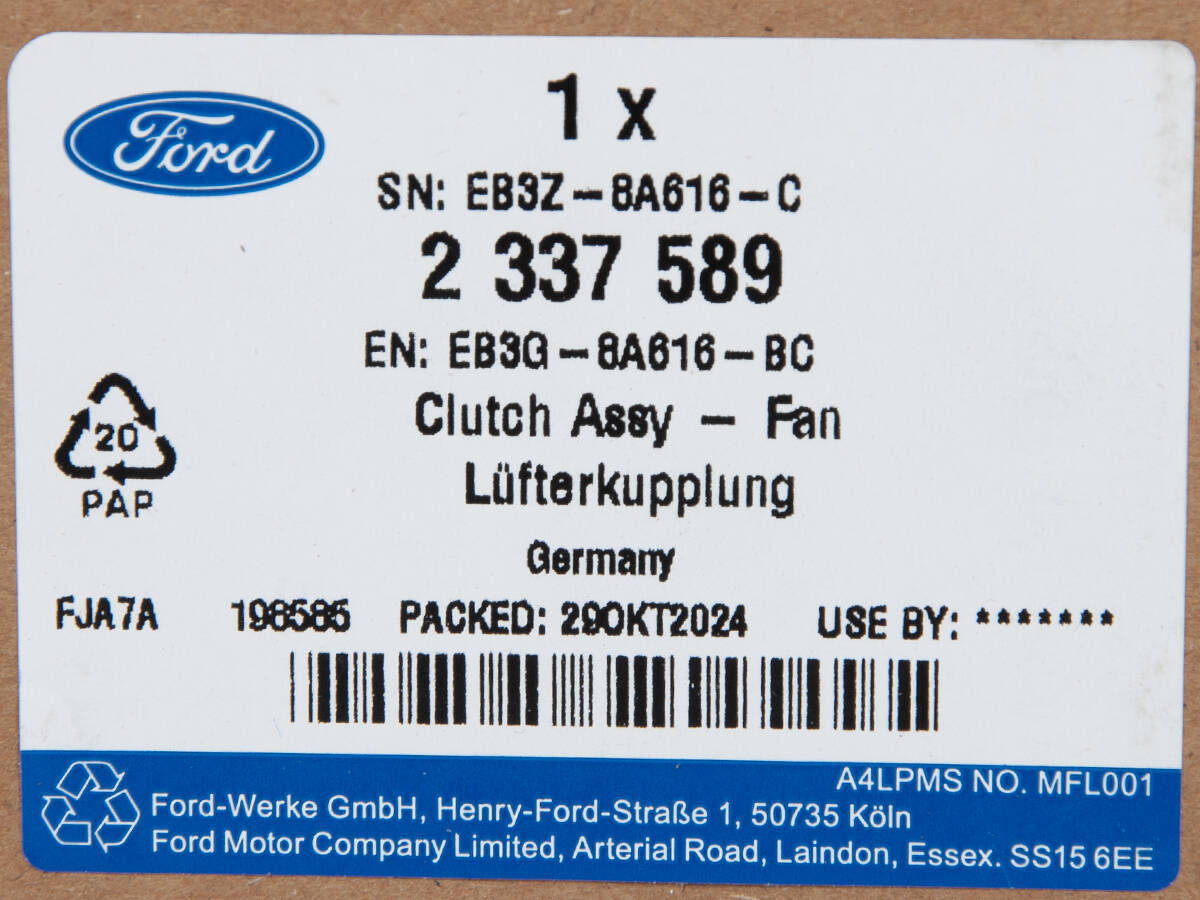 Ford
1 x
SN: EB3Z-8A616-C
2 337 589
EN: EB3G-8A616-BC
Clutch Assy - Fan
Lüfterkupplung
20
PAP
Germany
FJA7A 198585 PACKED: 29OKT2024 USE BY: *******
A4LPMS NO. MFL001
Ford-Werke GmbH, Henry-Ford-Straße 1, 50735 Köln
Ford Motor Company Limited, Arterial Road, Laindon, Essex. SS15 6EE